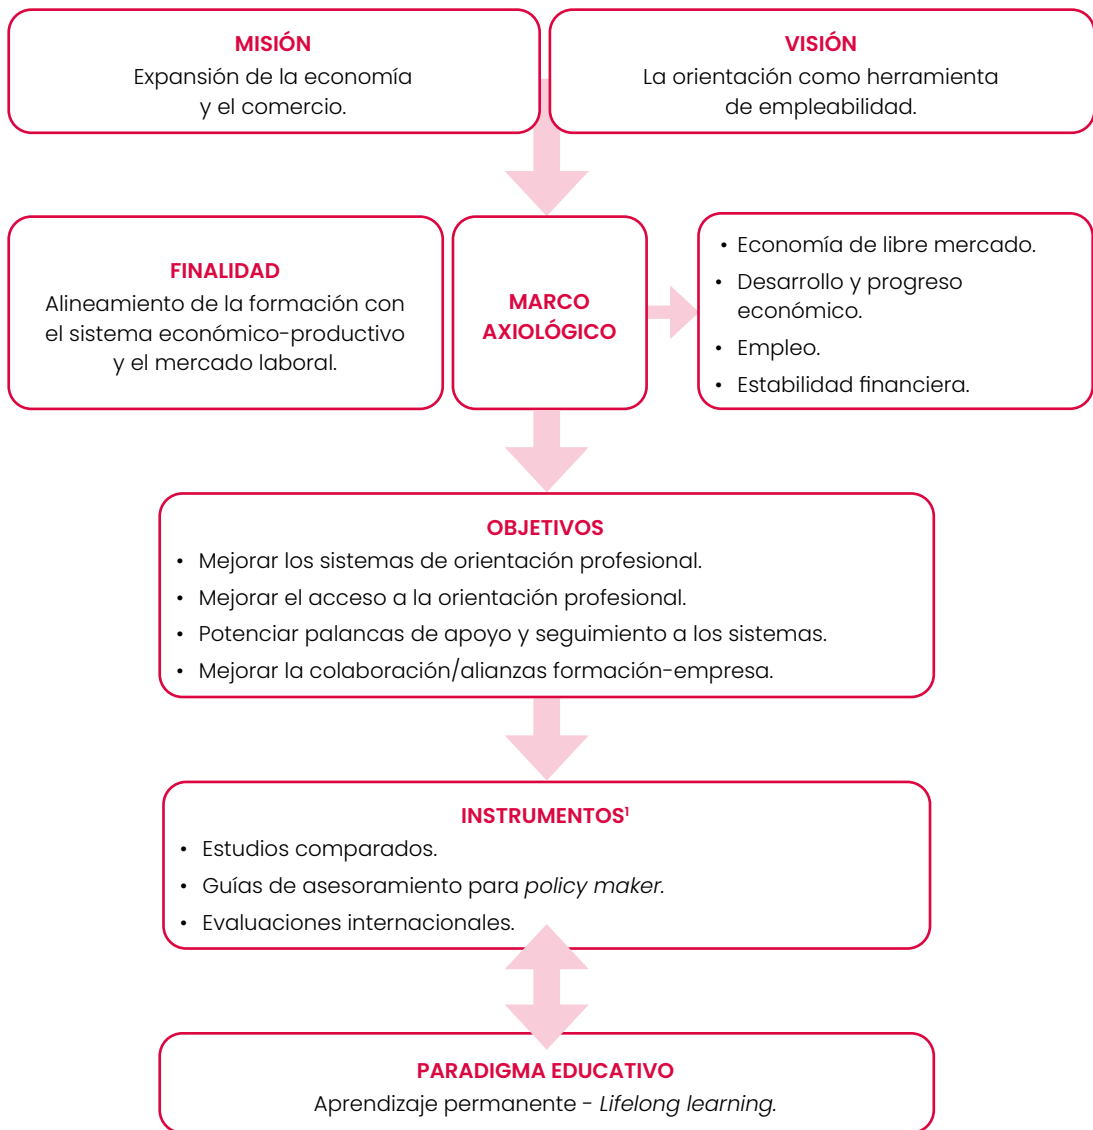 MISIÓN
Expansión de la economía
y el comercio.
VISIÓN
La orientación como herramienta
de empleabilidad.
FINALIDAD
Alineamiento de la formación con
el sistema económico-productivo
y el mercado laboral.
MARCO
AXIOLÓGICO
• Economía de libre mercado.
• Desarrollo y progreso
económico.
• Empleo.
• Estabilidad financiera.
OBJETIVOS
• Mejorar los sistemas de orientación profesional.
• Mejorar el acceso a la orientación profesional.
• Potenciar palancas de apoyo y seguimiento a los sistemas.
• Mejorar la colaboración/alianzas formación-empresa.
INSTRUMENTOS¹
• Estudios comparados.
• Guías de asesoramiento para policy maker.
• Evaluaciones internacionales.
PARADIGMA EDUCATIVO
Aprendizaje permanente - Lifelong learning.